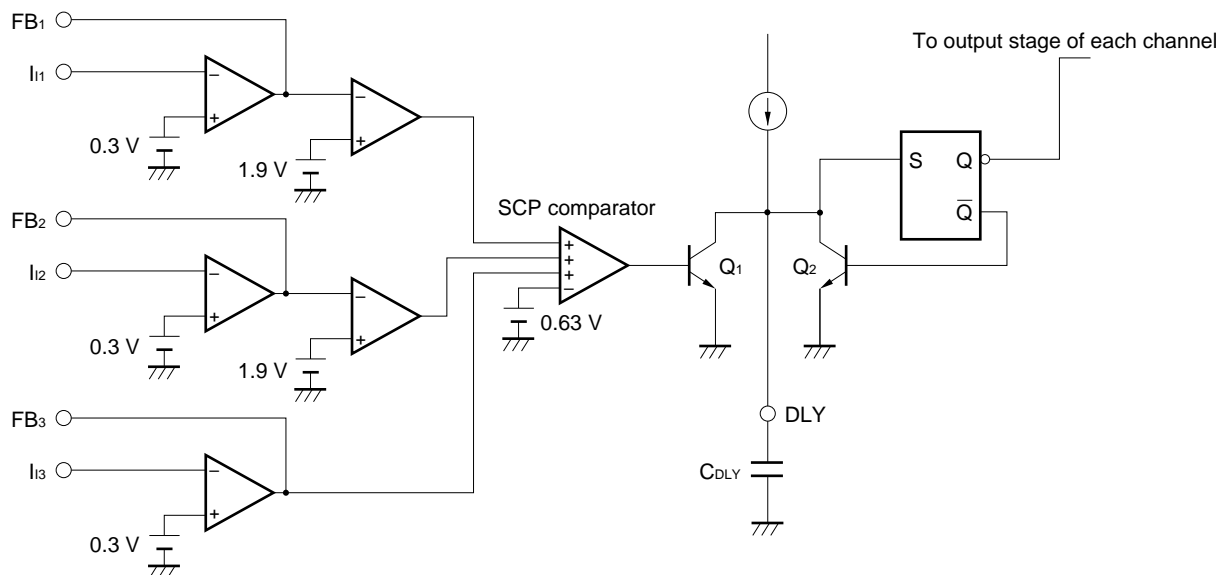 FB1
To output stage of each channel
II1
−
+
−
+
0.3 V
1.9 V
S Q
Q̅
SCP comparator
FB2
II2
−
+
−
+
+
+
+
−
Q1
Q2
0.3 V
1.9 V
0.63 V
FB3
DLY
II3
−
+
CDLY
0.3 V